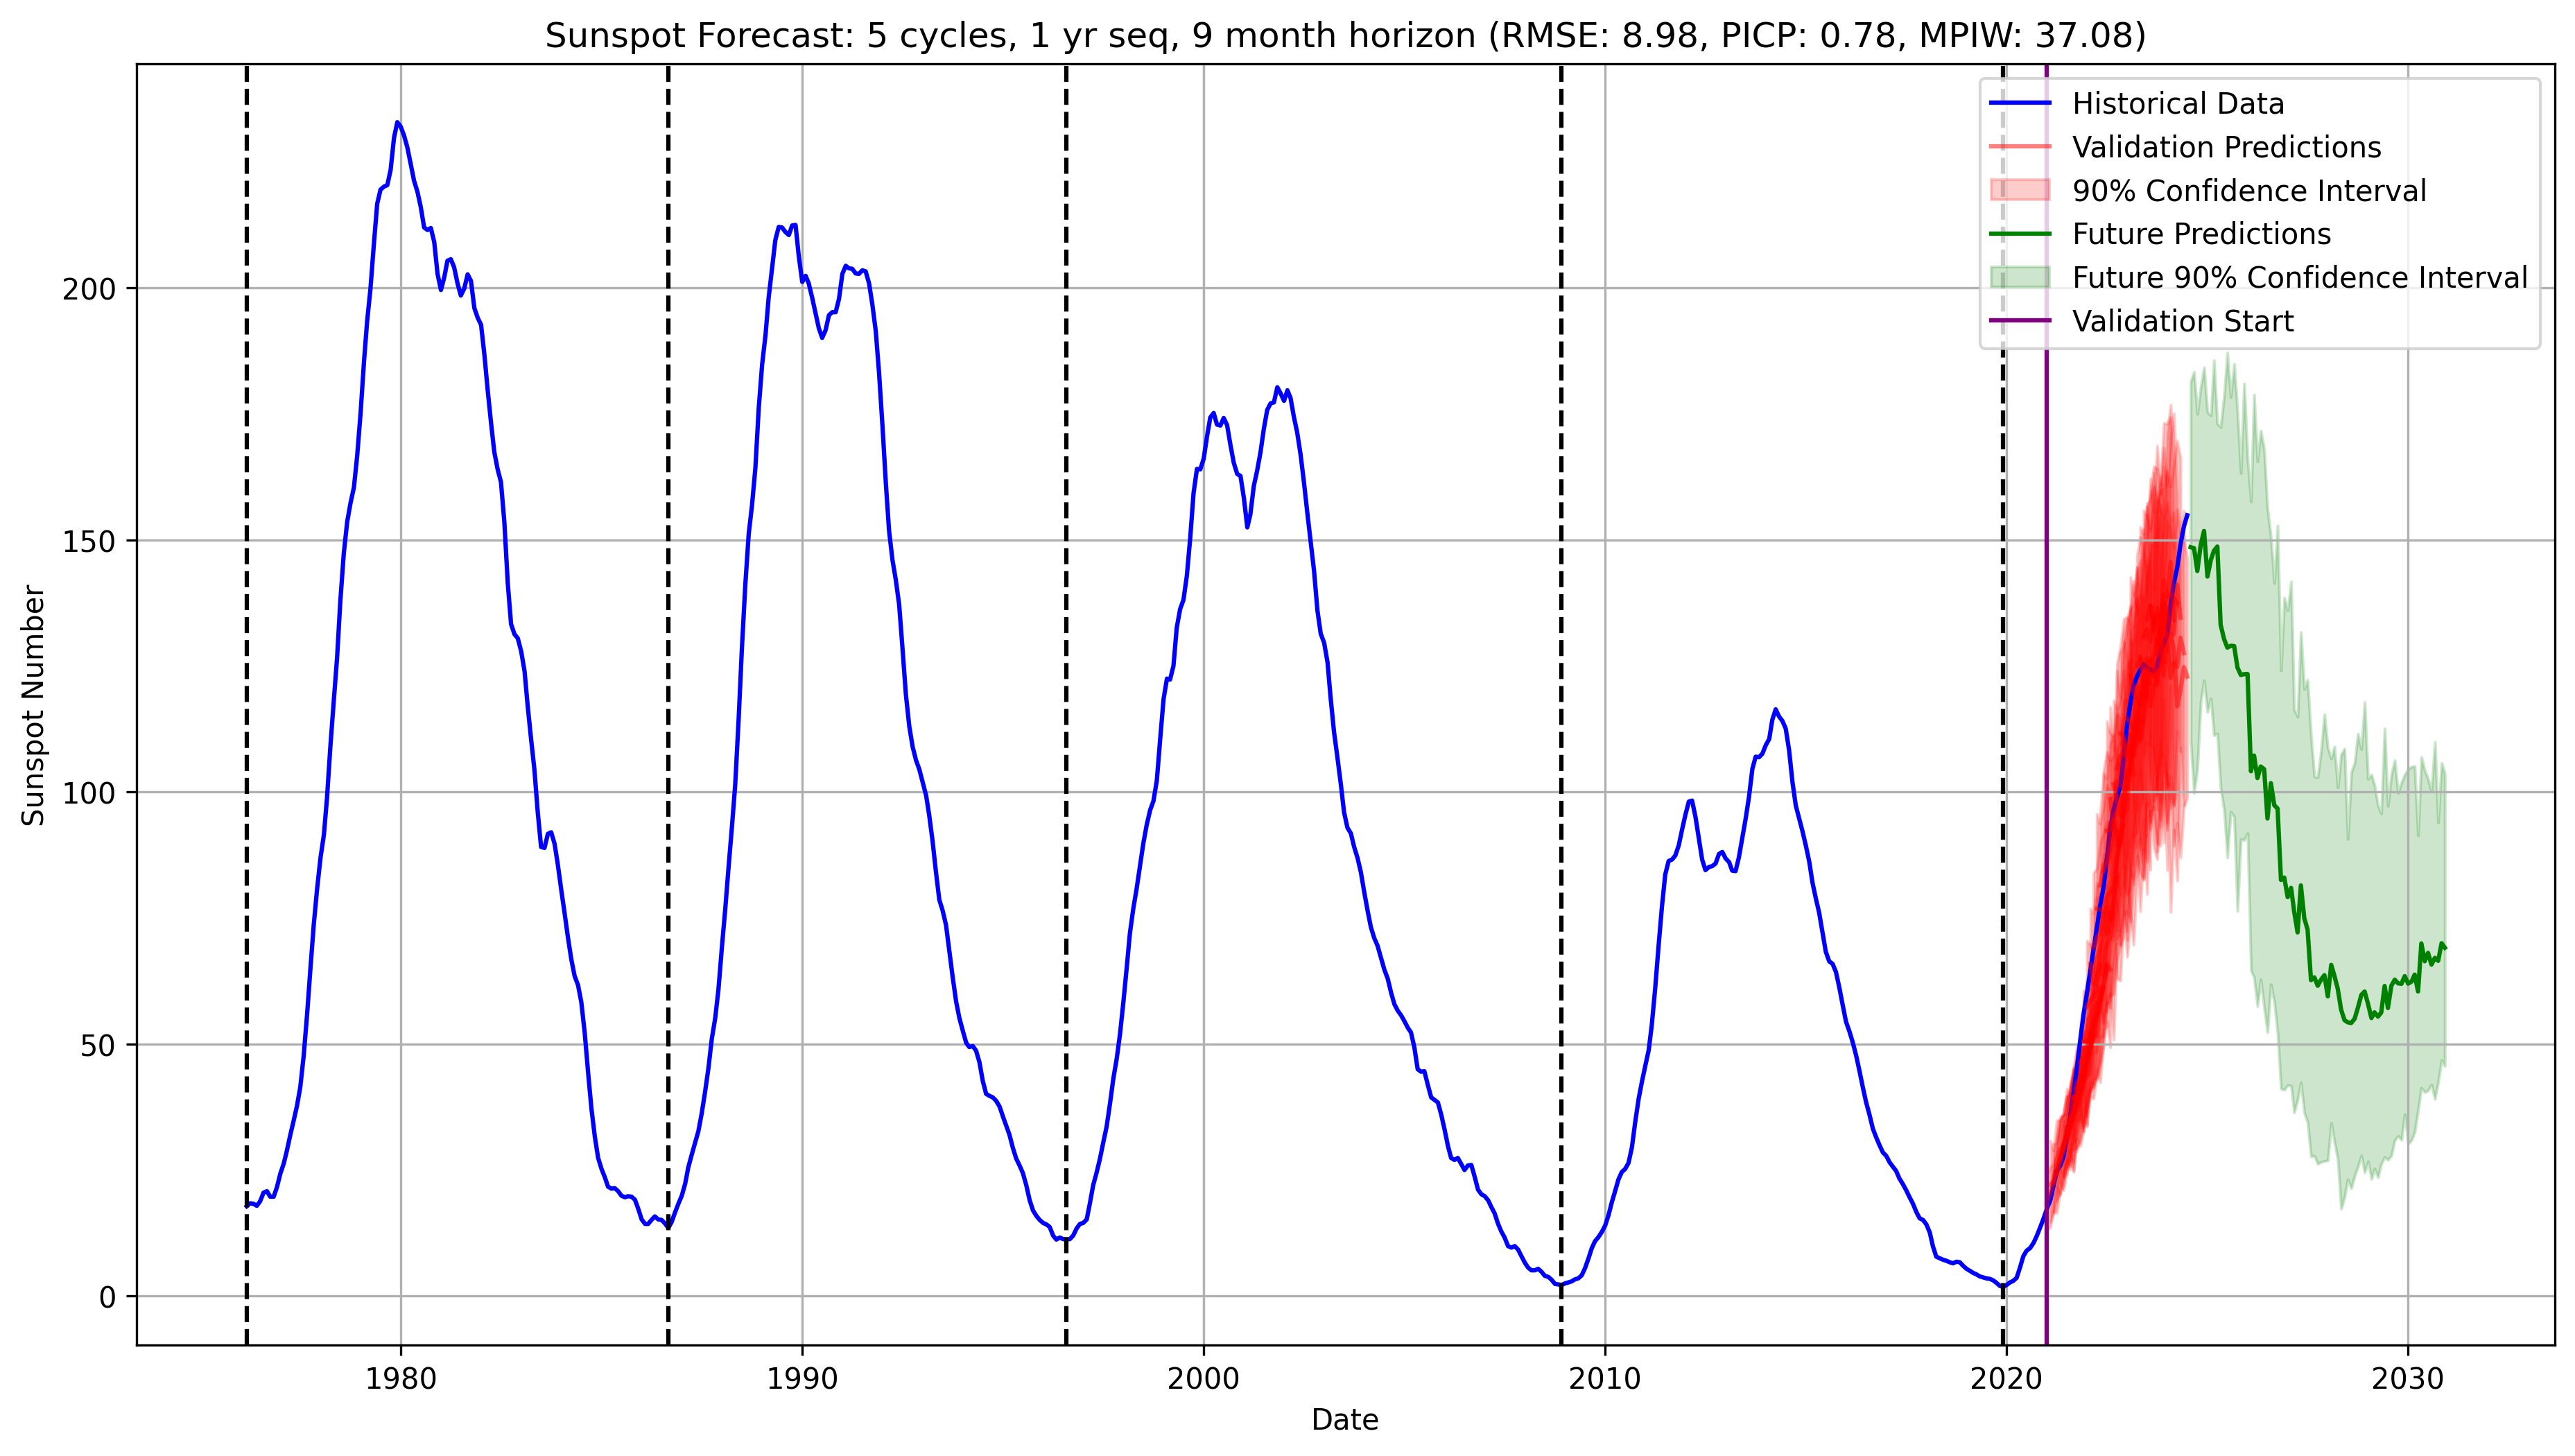 Sunspot Forecast: 5 cycles, 1 yr seq, 9 month horizon (RMSE: 8.98, PICP: 0.78, MPIW: 37.08)
Historical Data
Validation Predictions
90% Confidence Interval
Future Predictions
Future 90% Confidence Interval
Validation Start
Sunspot Number
200
150
100
50
0
1980
1990
2000
2010
2020
2030
Date